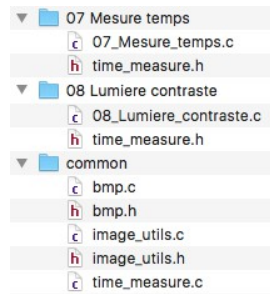 07 Mesure temps
c 07_Mesure_temps.c
h time_measure.h
08 Lumiere contraste
c 08_Lumiere_contraste.c
h time_measure.h
common
c bmp.c
h bmp.h
c image_utils.c
h image_utils.h
c time_measure.c